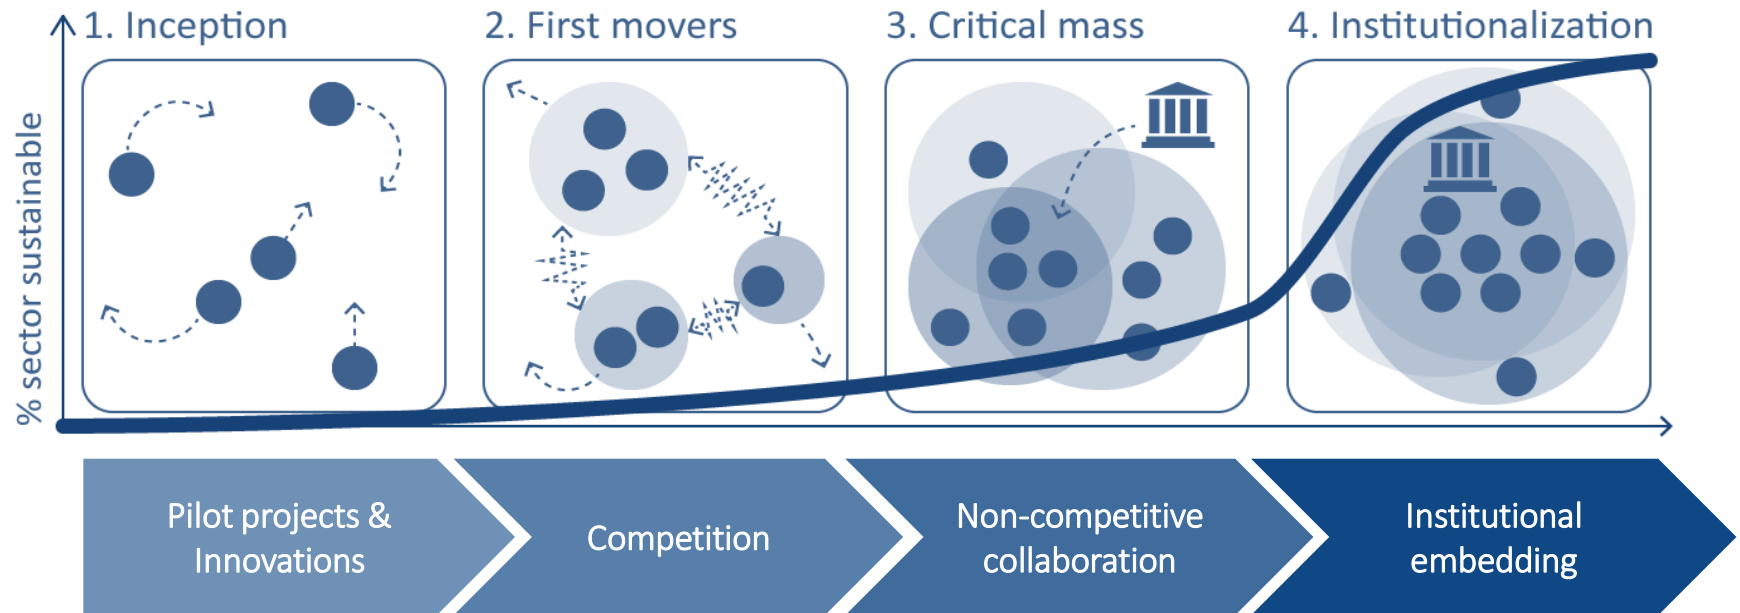 1. Inception
2. First movers
3. Critical mass
4. Institutionalization
% sector sustainable
Pilot projects &
Innovations
Competition
Non-competitive
collaboration
Institutional
embedding